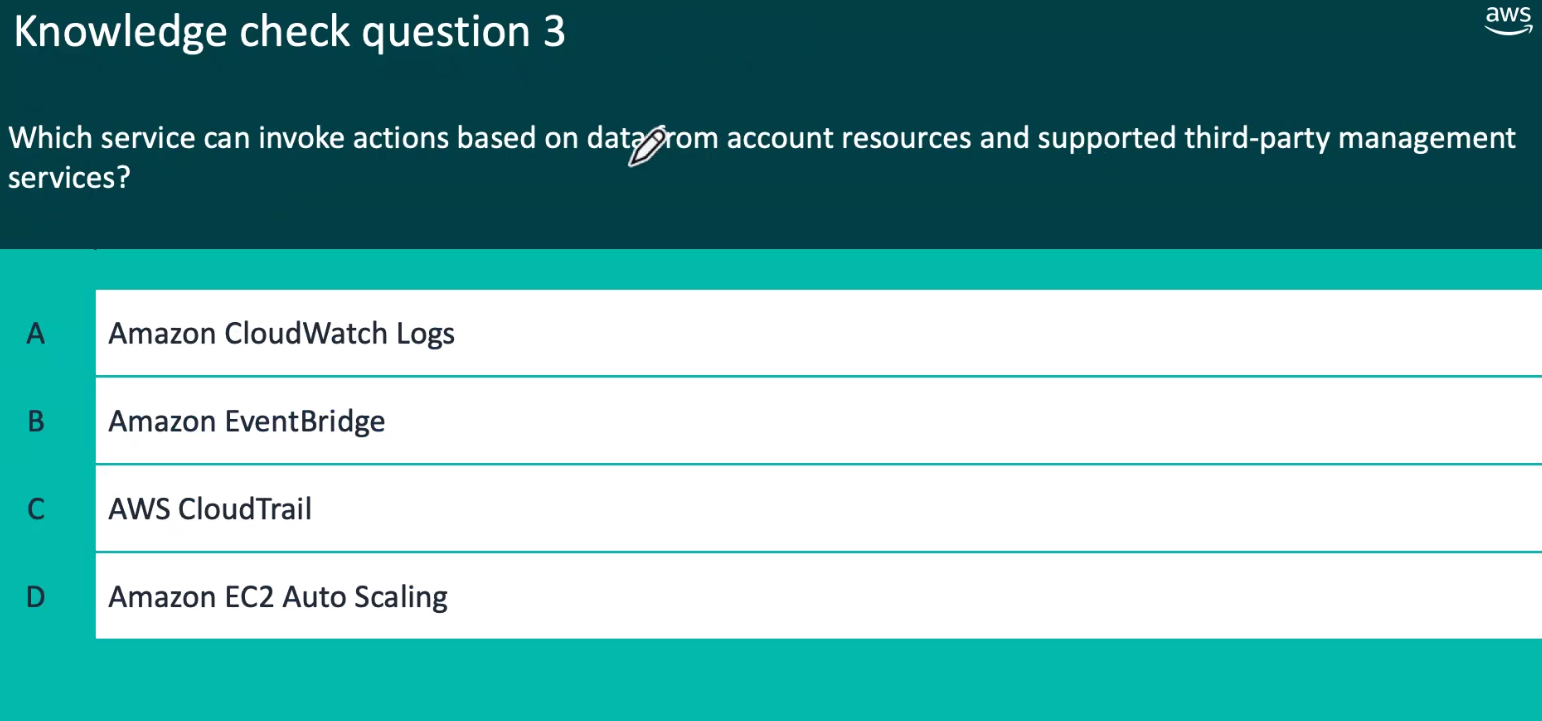 Knowledge check question 3
aws
Which service can invoke actions based on data from account resources and supported third-party management
services?
A Amazon CloudWatch Logs
B Amazon EventBridge
C AWS CloudTrail
D Amazon EC2 Auto Scaling